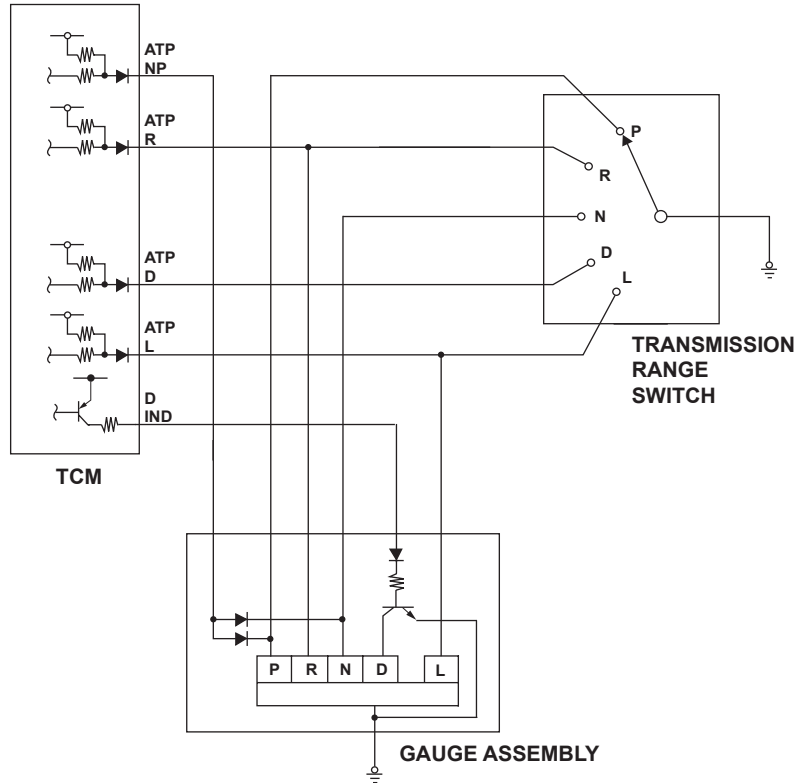 ATP
NP
ATP
R
ATP
D
ATP
L
D
IND
TCM
P
R
N
D
L
TRANSMISSION
RANGE
SWITCH
P R N D L
GAUGE ASSEMBLY